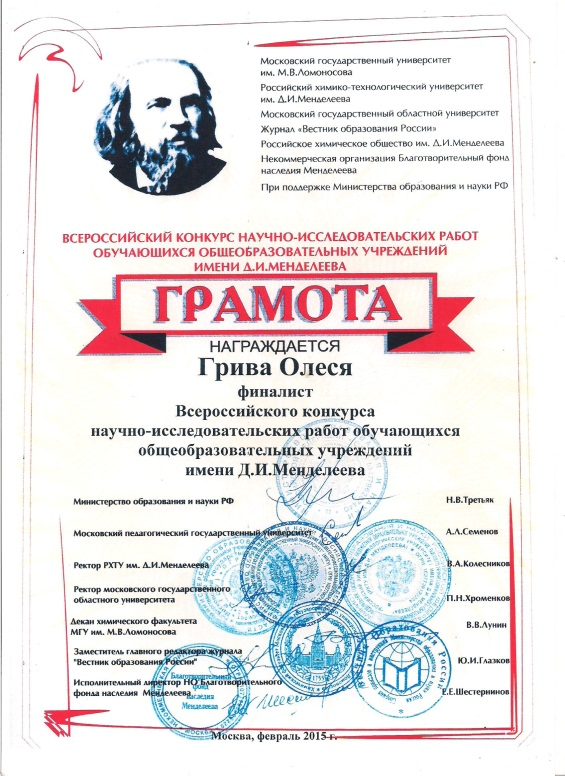 Московский государственный университет
им. М.В.Ломоносова
Российский химико-технологический университет
им. Д.И.Менделеева
Московский государственный областной университет
Журнал «Вестник образования России»
Российское химическое общество им. Д.И.Менделеева
Некоммерческая организация Благотворительный фонд
наследия Менделеева
При поддержке Министерства образования и науки РФ
ВСЕРОССИЙСКИЙ КОНКУРС НАУЧНО-ИССЛЕДОВАТЕЛЬСКИХ РАБОТ
ОБУЧАЮЩИХСЯ ОБЩЕОБРАЗОВАТЕЛЬНЫХ УЧРЕЖДЕНИЙ
ИМЕНИ Д.И.МЕНДЕЛЕЕВА
ГРАМОТА
НАГРАЖДАЕТСЯ
Грива Олеся
финалист
Всероссийского конкурса
научно-исследовательских работ обучающихся
общеобразовательных учреждений
имени Д.И.Менделеева
Министерство образования и науки РФ Н.В.Третьяк
Московский педагогический государственный университет А.Л.Семенов
Ректор РХТУ им. Д.И.Менделеева В.А.Колесников
Ректор московского государственного
областного университета П.Н.Хроменков
Декан химического факультета
МГУ им. М.В.Ломоносова В.В.Лунин
Заместитель главного редактора журнала
"Вестник образования России" Ю.И.Глазков
Исполнительный директор НО Благотворительного
фонда наследия Менделеева Е.Е.Шестернинов
Благотворительный
фонд
наследия
Менделеева
Москва, февраль 2015 г.